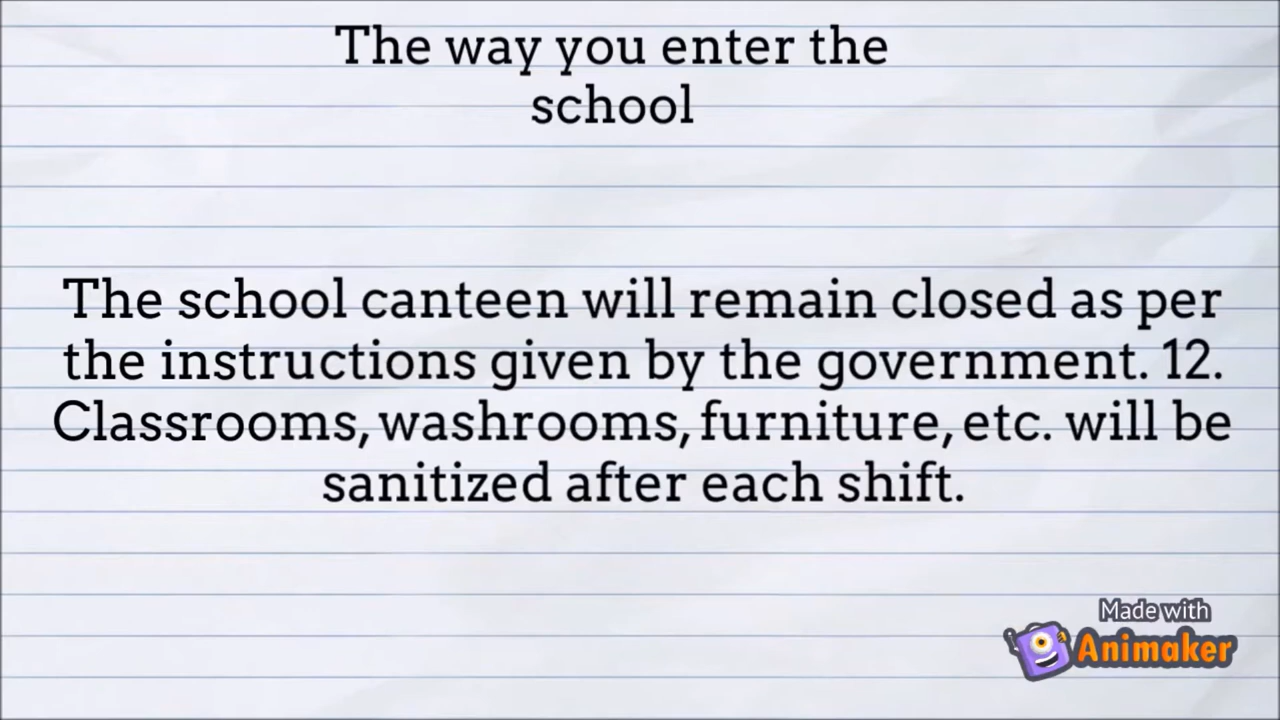 The way you enter the
school
The school canteen will remain closed as per
the instructions given by the government. 12.
Classrooms, washrooms, furniture, etc. will be
sanitized after each shift.
Made with
Animaker